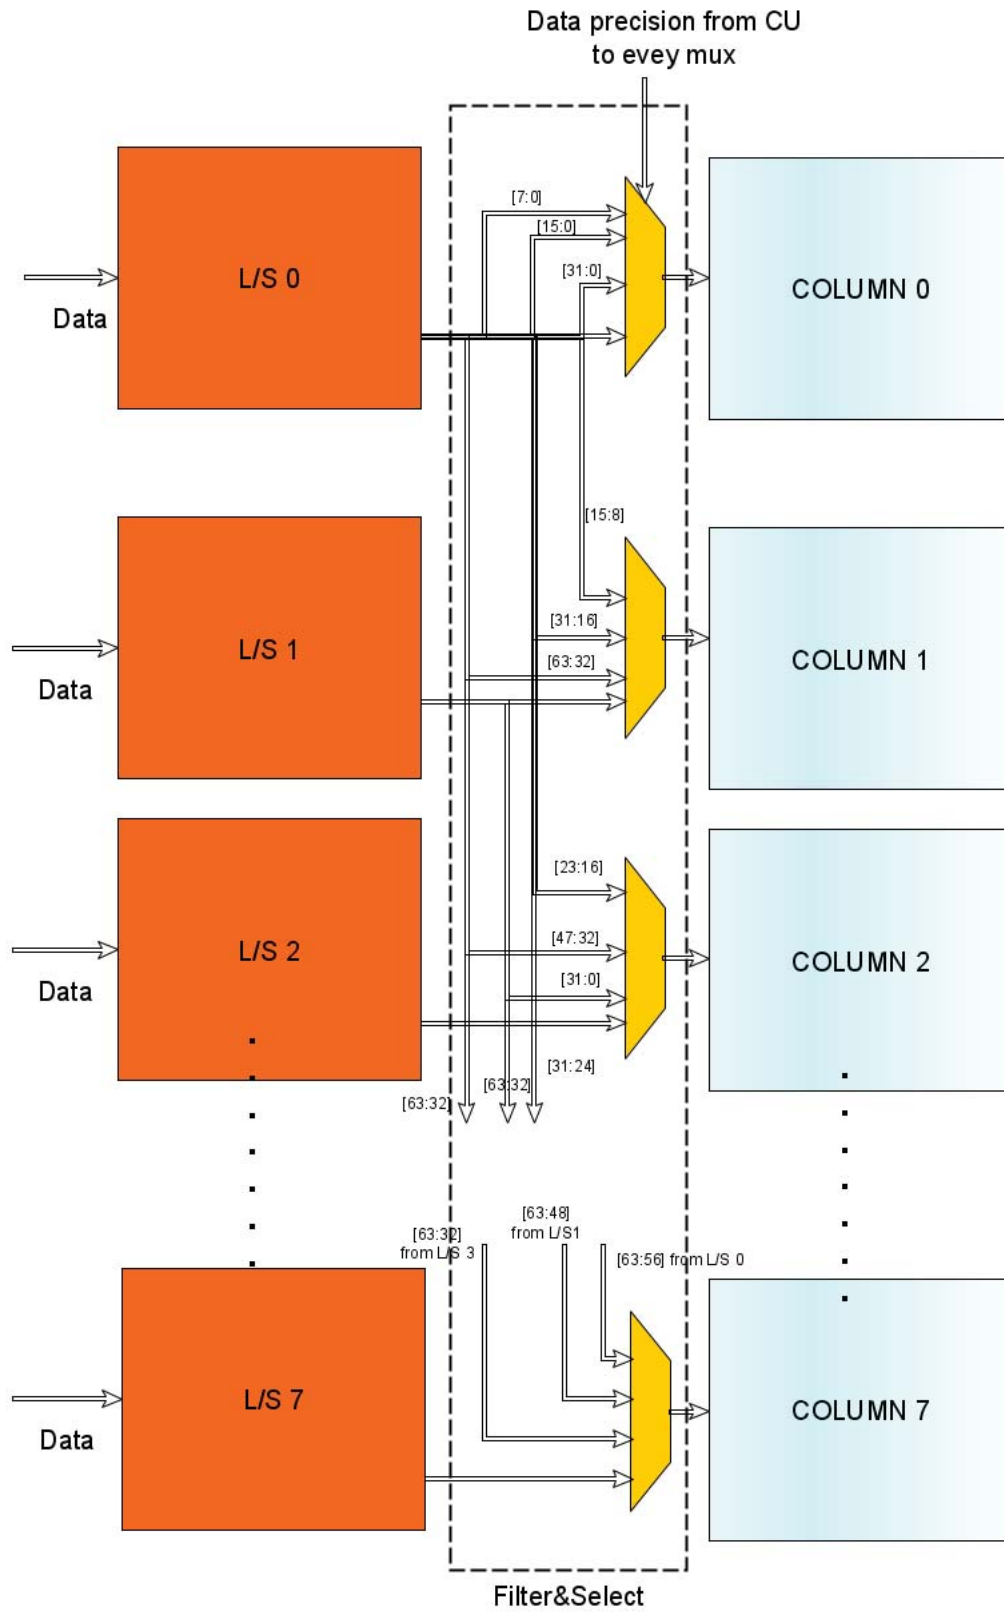 Data precision from CU
to evey mux
[7:0]
[15:0]
L/S 0
[31:0]
COLUMN 0
Data
[15:8]
L/S 1
[31:16]
COLUMN 1
[63:32]
Data
[23:16]
L/S 2
[47:32]
COLUMN 2
[31:0]
Data
[31:24]
[63:32]
[63:32]
[63:32]
from L/S 3
[63:48]
from L/S1
[63:56] from L/S 0
L/S 7
COLUMN 7
Data
Filter&Select